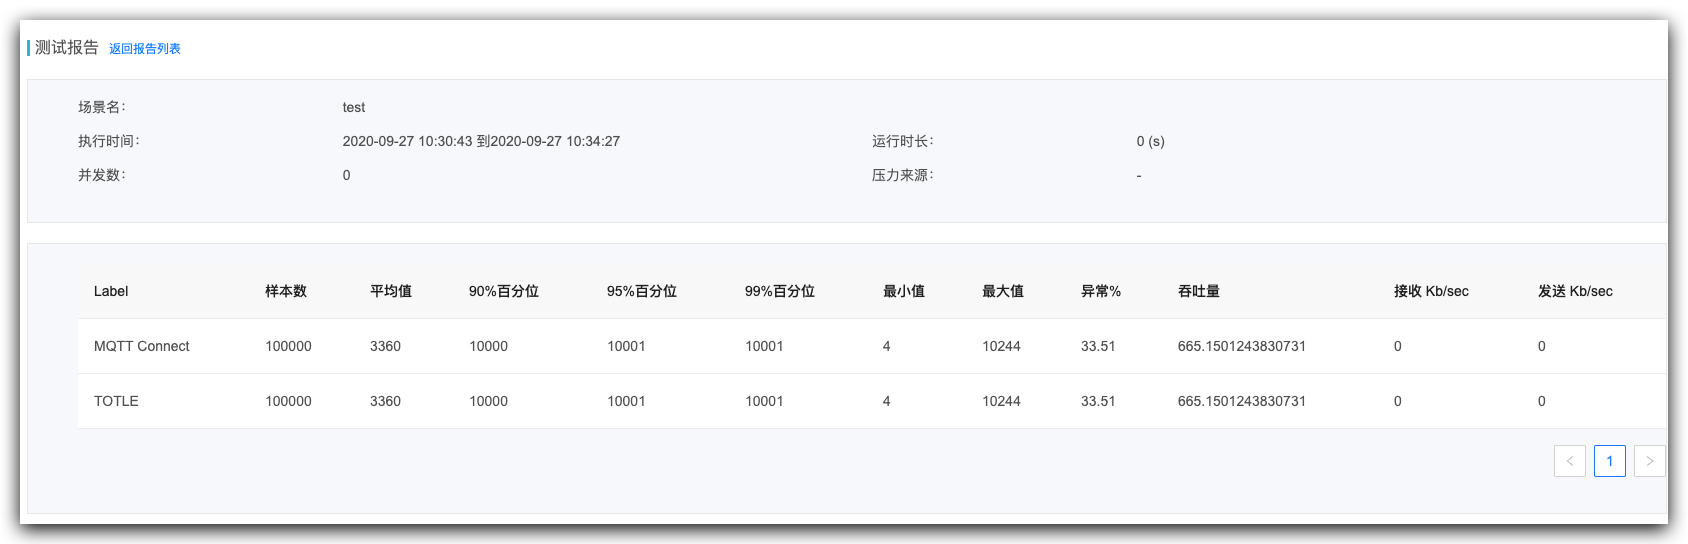 测试报告 返回报告列表
场景名: test
执行时间: 2020-09-27 10:30:43 到2020-09-27 10:34:27 运行时长: 0 (s)
并发数: 0 压力来源: -
Label 样本数 平均值 90%百分位 95%百分位 99%百分位 最小值 最大值 异常% 吞吐量 接收 Kb/sec 发送 Kb/sec
MQTT Connect 100000 3360 10000 10001 10001 4 10244 33.51 665.1501243830731 0 0
TOTLE 100000 3360 10000 10001 10001 4 10244 33.51 665.1501243830731 0 0
< 1 >